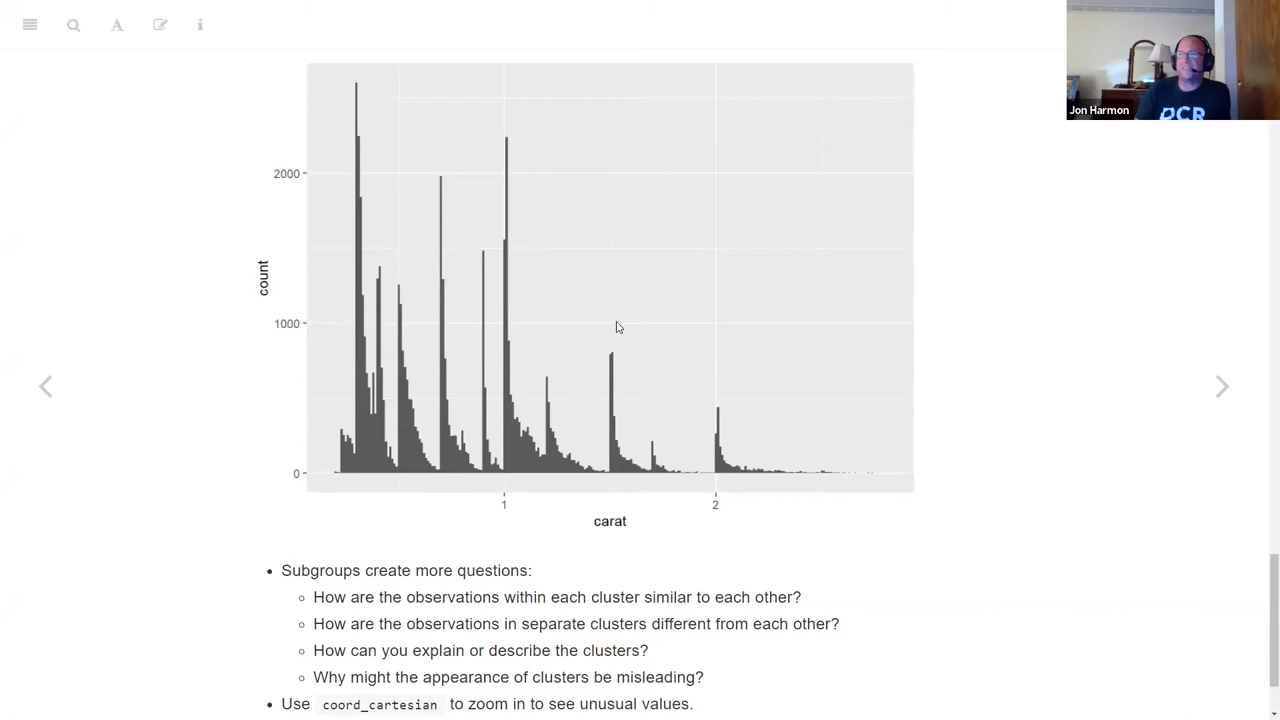 Jon Harmon
2000
1000
0
count
1
2
carat
• Subgroups create more questions:
○ How are the observations within each cluster similar to each other?
○ How are the observations in separate clusters different from each other?
○ How can you explain or describe the clusters?
○ Why might the appearance of clusters be misleading?
• Use coord_cartesian to zoom in to see unusual values.